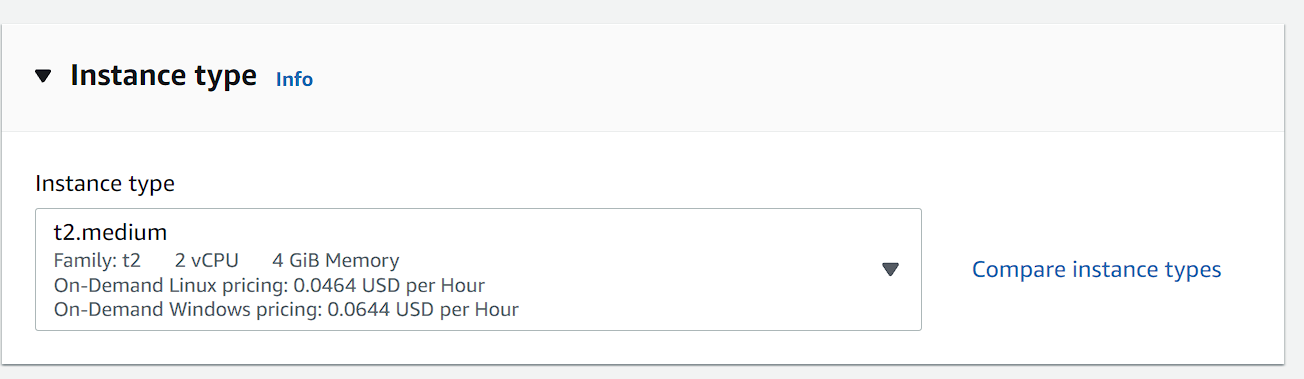 Instance type Info
Instance type
t2.medium
Family: t2 2 vCPU 4 GiB Memory
On-Demand Linux pricing: 0.0464 USD per Hour
On-Demand Windows pricing: 0.0644 USD per Hour
Compare instance types